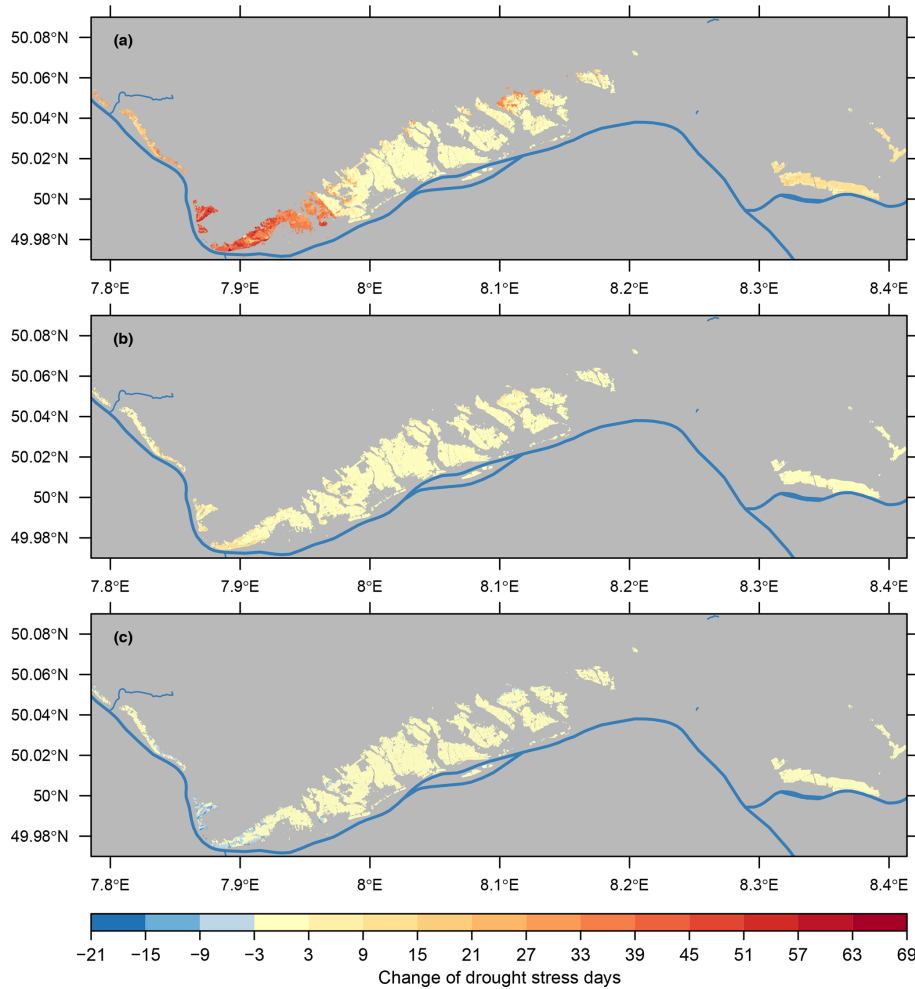 50.08°N
(a)
50.06°N
50.04°N
50.02°N
50°N
49.98°N
7.8°E 7.9°E 8°E 8.1°E 8.2°E 8.3°E 8.4°E
50.08°N
(b)
50.06°N
50.04°N
50.02°N
50°N
49.98°N
7.8°E 7.9°E 8°E 8.1°E 8.2°E 8.3°E 8.4°E
50.08°N
(c)
50.06°N
50.04°N
50.02°N
50°N
49.98°N
7.8°E 7.9°E 8°E 8.1°E 8.2°E 8.3°E 8.4°E
−21 −15 −9 −3 3 9 15 21 27 33 39 45 51 57 63 69
Change of drought stress days